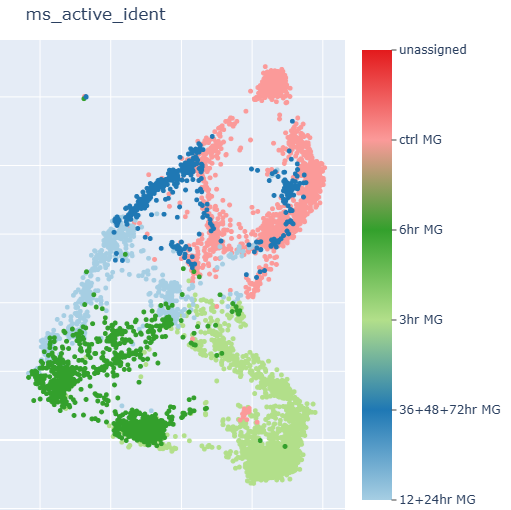 ms_active_ident
unassigned
ctrl MG
6hr MG
3hr MG
36+48+72hr MG
12+24hr MG